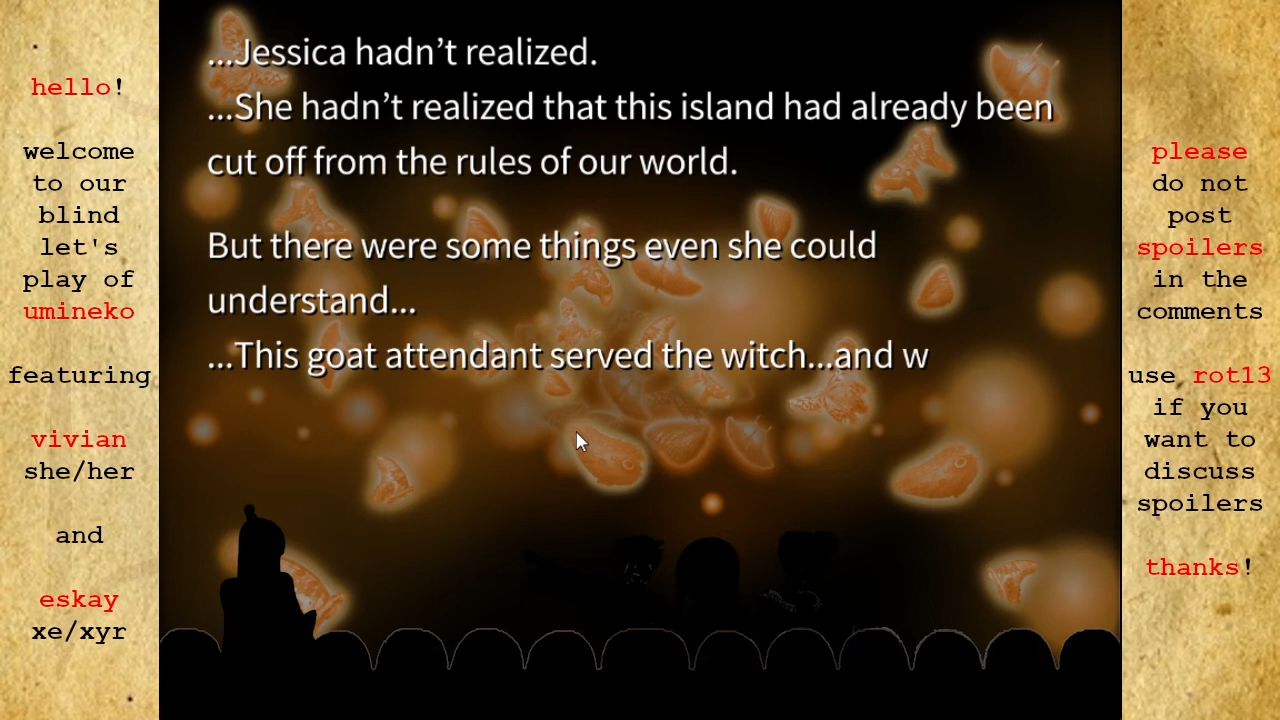 hello!
welcome
to our
blind
let's
play of
umineko
featuring
vivian
she/her
and
eskay
xe/xyr
...Jessica hadn’t realized.
...She hadn’t realized that this island had already been
cut off from the rules of our world.
But there were some things even she could
understand...
...This goat attendant served the witch...and w
please
do not
post
spoilers
in the
comments
use rot13
if you
want to
discuss
spoilers
thanks!